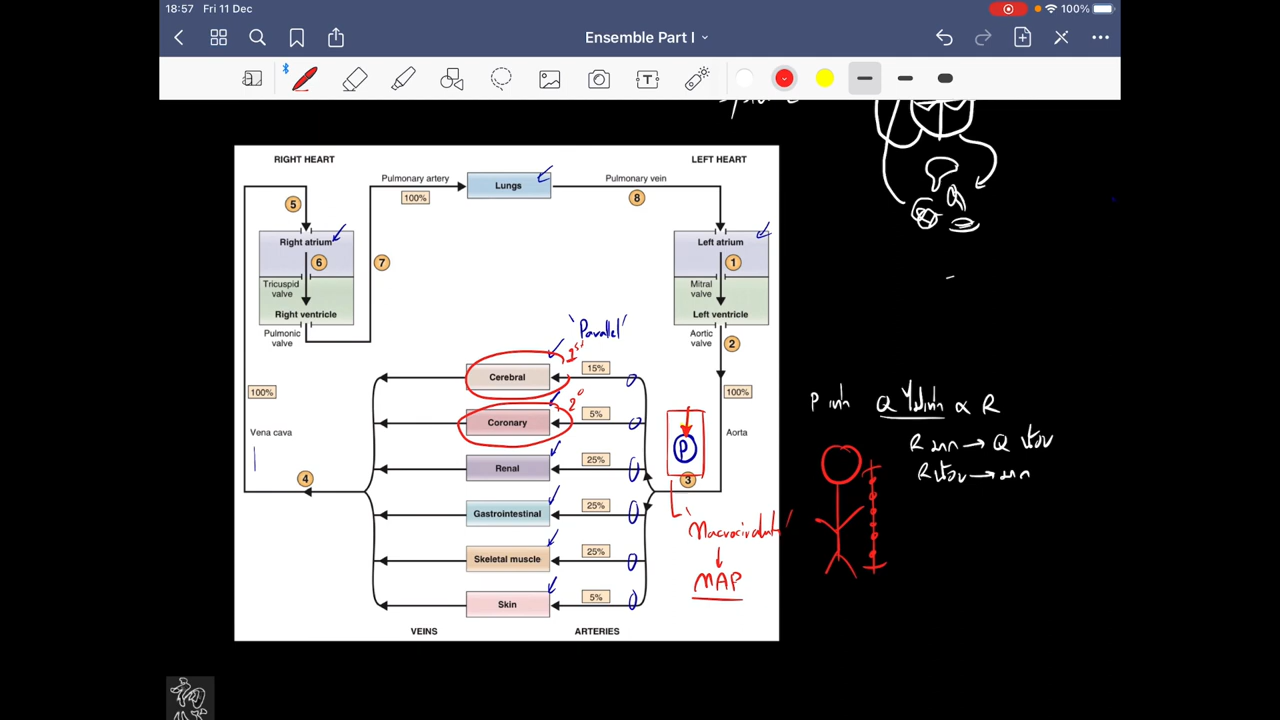 18:57 Fri 11 Dec
100%
Ensemble Part I
RIGHT HEART
LEFT HEART
Pulmonary artery
100%
Lungs
Pulmonary vein
8
5
Right atrium
6
7
Tricuspid
valve
Right ventricle
Pulmonic
valve
Left atrium
1
Mitral
valve
Left ventricle
Aortic
valve
2
100%
Aorta
'Parallel'
1st
Cerebral
15%
2°
Coronary
5%
Renal
25%
Gastrointestinal
25%
Skeletal muscle
25%
Skin
5%
100%
Vena cava
4
P
3
MAP
VEINS
ARTERIES
P
Q
∝ R
R
→ Q
R
→